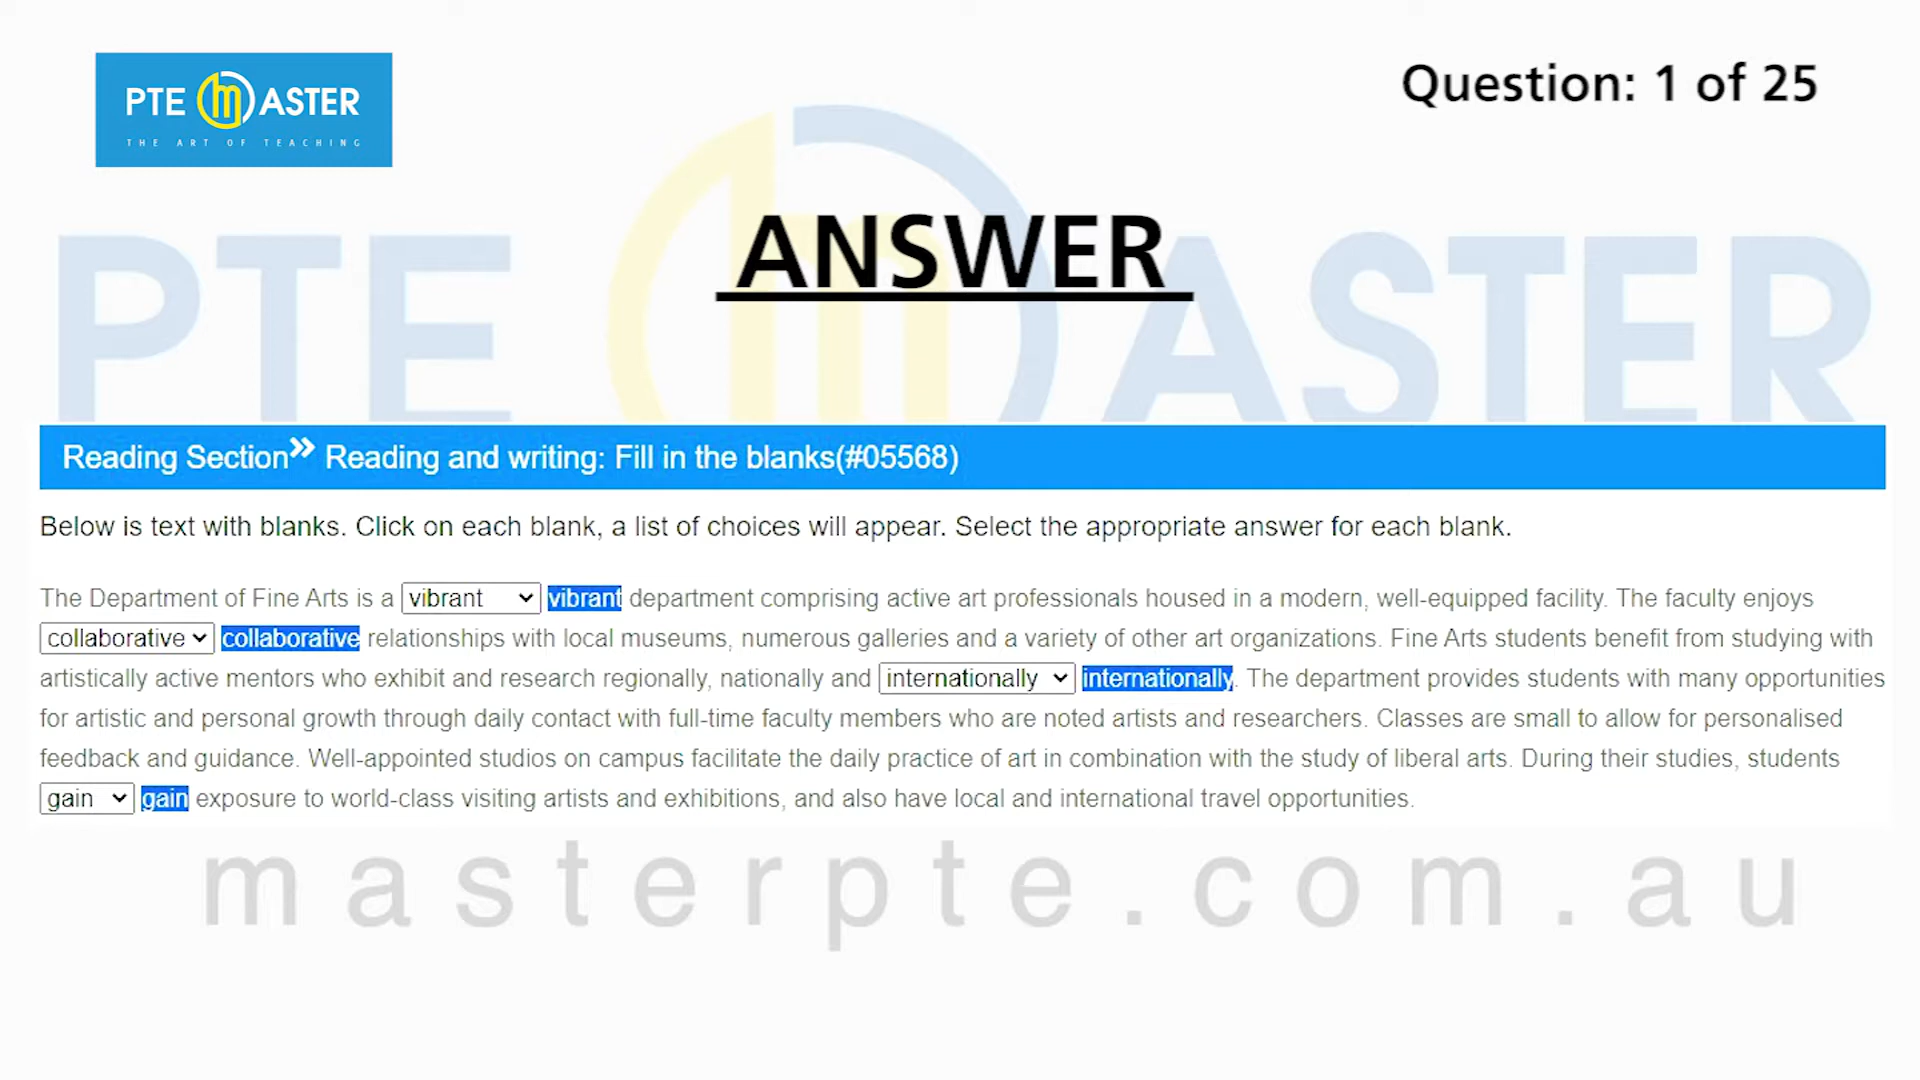 PTE MASTER
THE ART OF TEACHING
Question: 1 of 25
PTE MASTER
ANSWER
Reading Section» Reading and writing: Fill in the blanks(#05568)
Below is text with blanks. Click on each blank, a list of choices will appear. Select the appropriate answer for each blank.
The Department of Fine Arts is a vibrant vibrant department comprising active art professionals housed in a modern, well-equipped facility. The faculty enjoys
collaborative collaborative relationships with local museums, numerous galleries and a variety of other art organizations. Fine Arts students benefit from studying with
artistically active mentors who exhibit and research regionally, nationally and internationally internationally. The department provides students with many opportunities
for artistic and personal growth through daily contact with full-time faculty members who are noted artists and researchers. Classes are small to allow for personalised
feedback and guidance. Well-appointed studios on campus facilitate the daily practice of art in combination with the study of liberal arts. During their studies, students
gain gain exposure to world-class visiting artists and exhibitions, and also have local and international travel opportunities.
masterpte.com.au